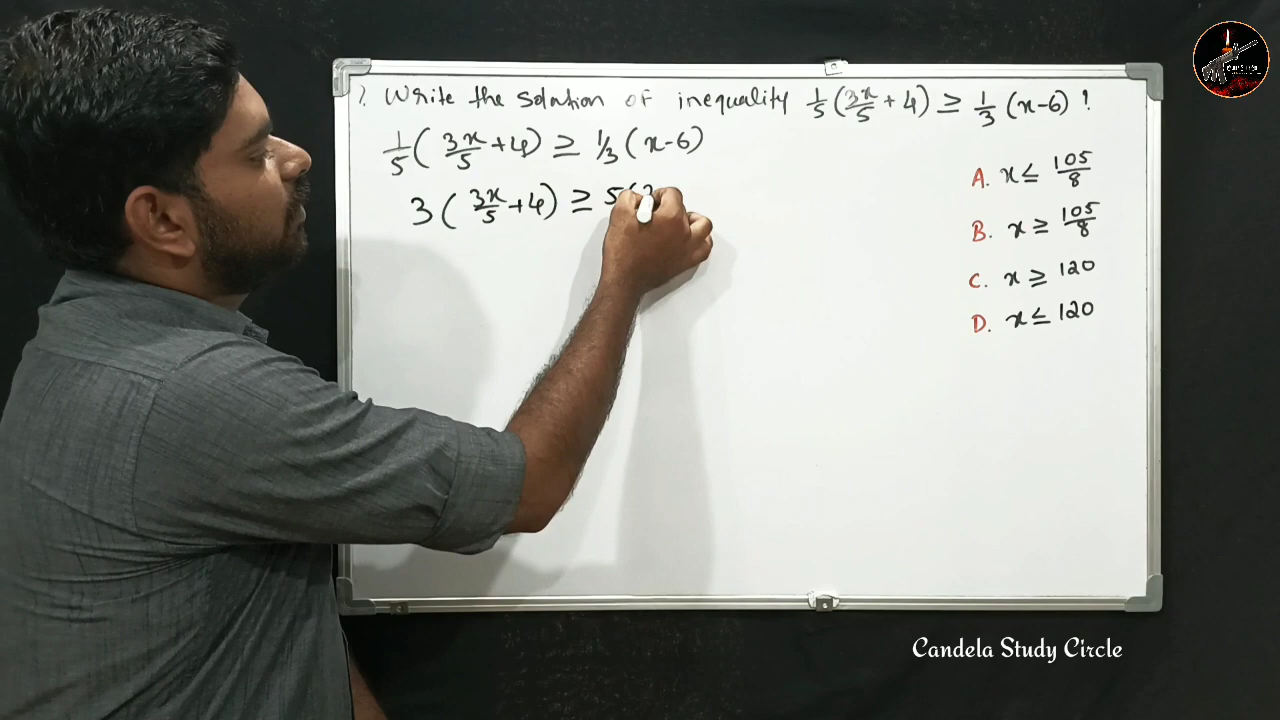 ? Write the solution of inequality 1/5 (3x/5 + 4) ≥ 1/3 (x-6) ?
1/5 (3x/5 + 4) ≥ 1/3 (x-6)
3 (3x/5 + 4) ≥ 5(
A. x ≤ 105/8
B. x ≥ 105/8
C. x ≥ 120
D. x ≤ 120
Candela Study Circle